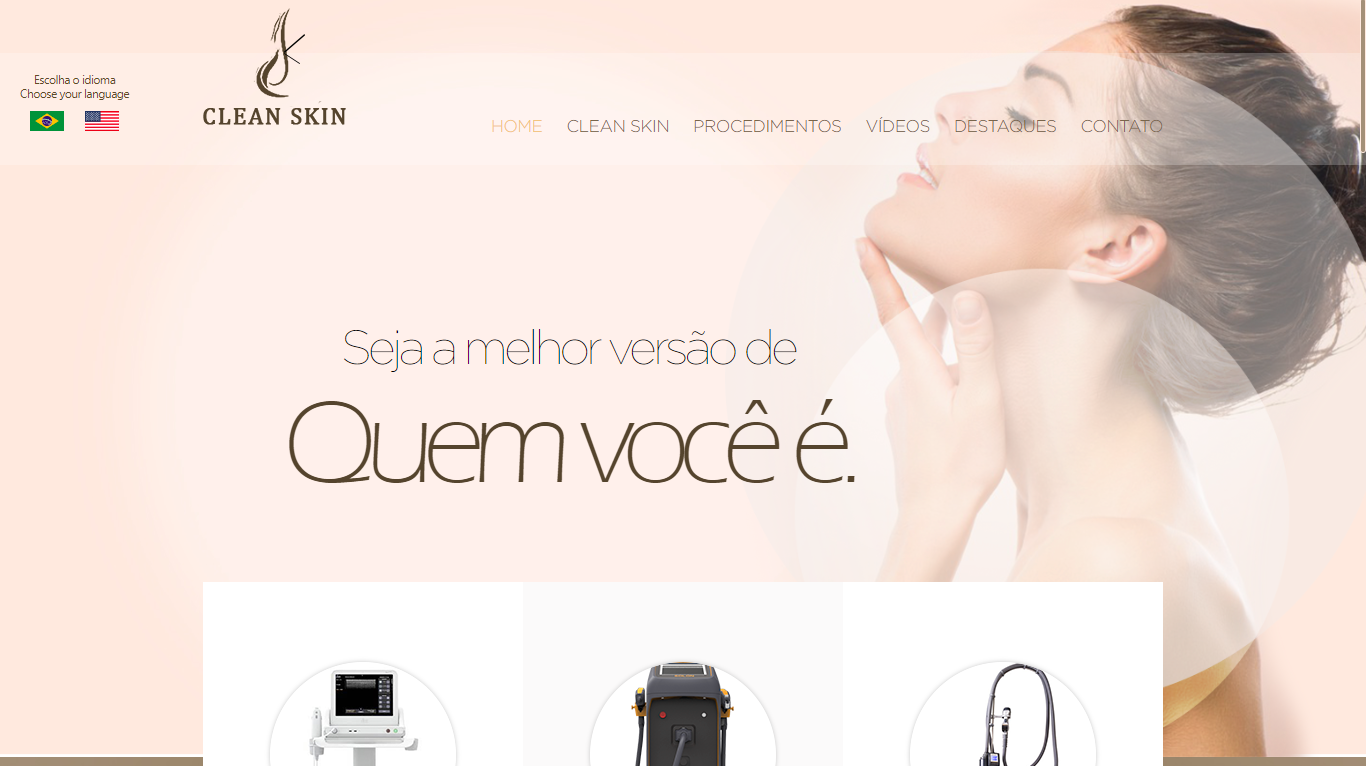 Escolha o idioma
Choose your language
CLEAN SKIN
HOME CLEAN SKIN PROCEDIMENTOS VÍDEOS DESTAQUES CONTATO
Seja a melhor versão de
Quem você é.